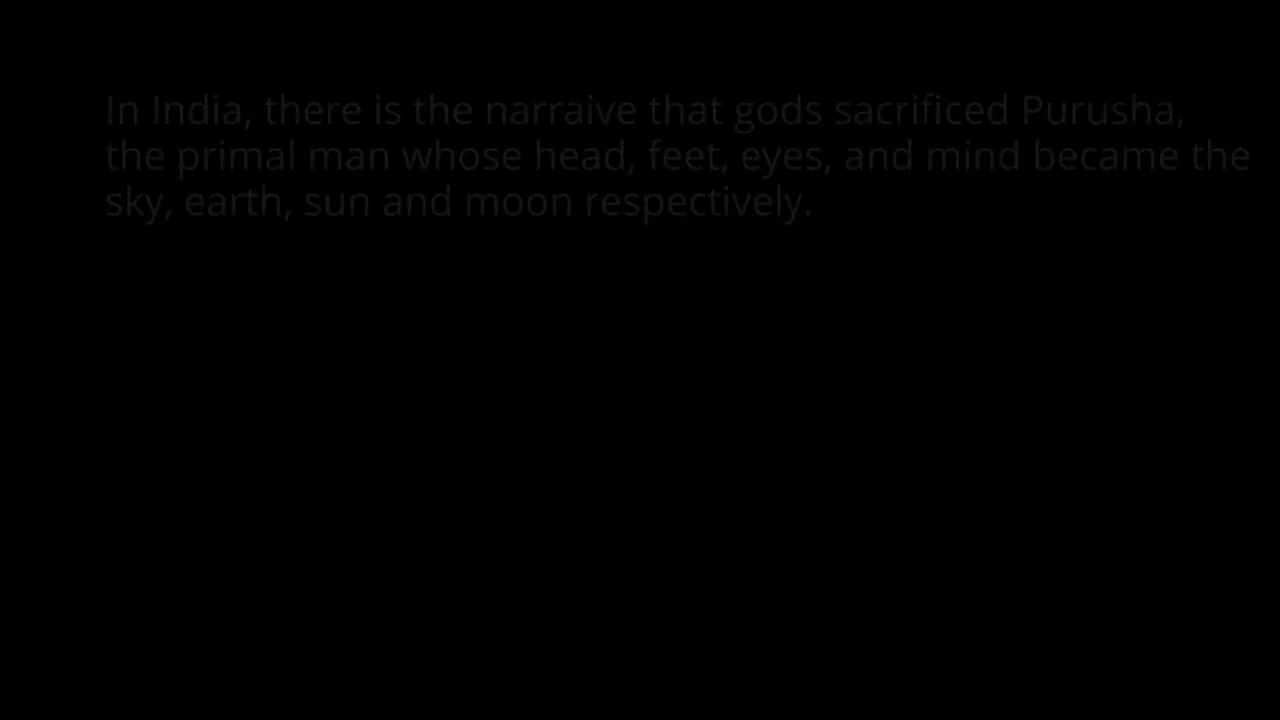 In India, there is the narraive that gods sacrificed Purusha,
the primal man whose head, feet, eyes, and mind became the
sky, earth, sun and moon respectively.